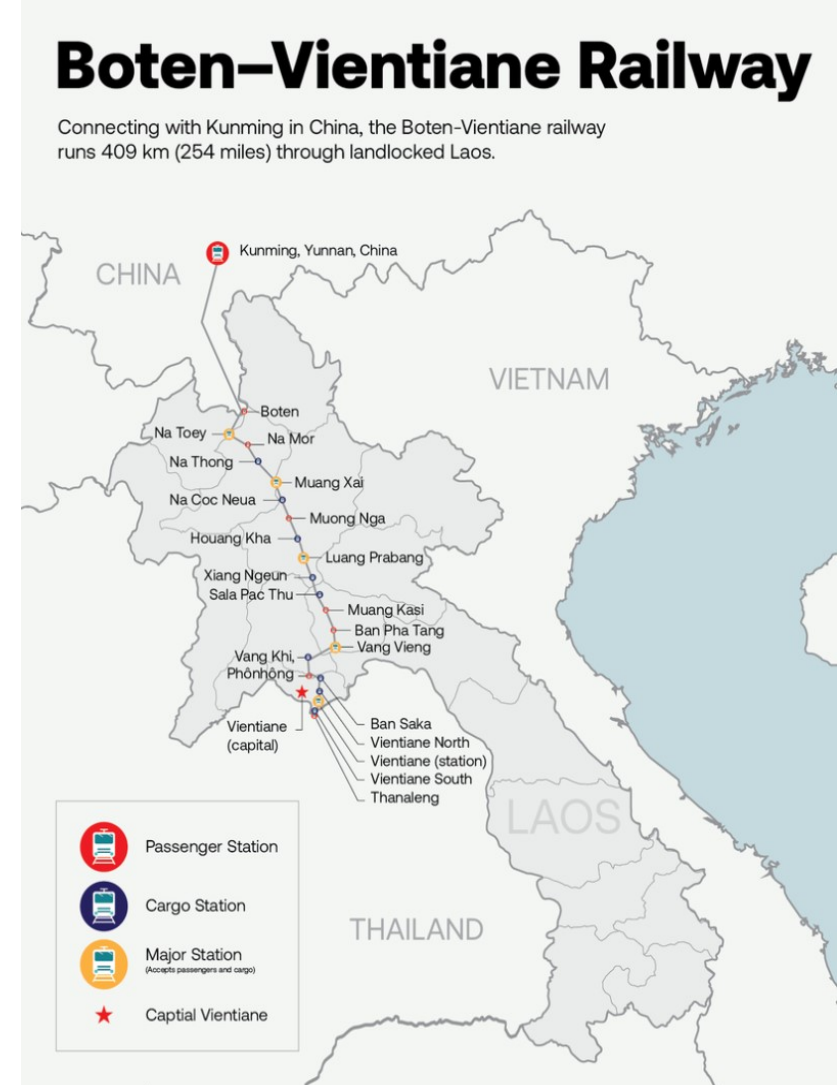 Boten–Vientiane Railway
Connecting with Kunming in China, the Boten-Vientiane railway
runs 409 km (254 miles) through landlocked Laos.
Kunming, Yunnan, China
CHINA
VIETNAM
Boten
Na Toey
Na Mor
Na Thong
Muang Xai
Na Coc Neua
Muong Nga
Houang Kha
Luang Prabang
Xiang Ngeun
Sala Pac Thu
Muang Kasi
Ban Pha Tang
Vang Vieng
Vang Khi,
Phônhông
Vientiane
(capital)
Ban Saka
Vientiane North
Vientiane (station)
Vientiane South
Thanaleng
LAOS
THAILAND
Passenger Station
Cargo Station
Major Station
(Accepts passengers and cargo)
Captial Vientiane